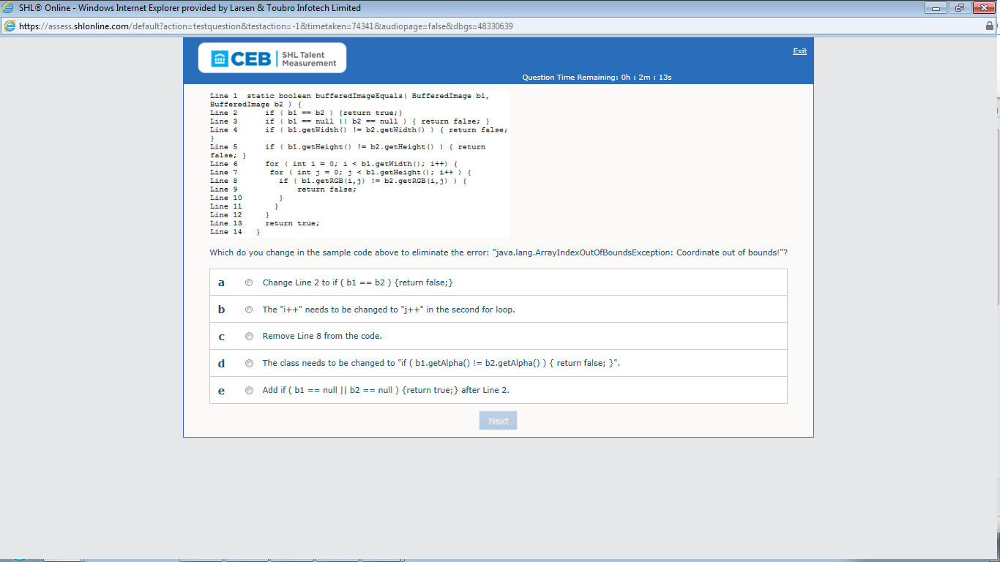 SHL® Online - Windows Internet Explorer provided by Larsen & Toubro Infotech Limited
https://assess.shlonline.com/default?action=testquestion&testaction=-1&timetaken=74341&audiopage=false&dbgs=48330639
CEB SHL Talent Measurement
Exit
Question Time Remaining: 0h : 2m : 13s
Line 1 static boolean bufferedImageEquals( BufferedImage b1,
BufferedImage b2 ) {
Line 2 if ( b1 == b2 ) {return true;}
Line 3 if ( b1 == null || b2 == null ) { return false; }
Line 4 if ( b1.getWidth() != b2.getWidth() ) { return false;
}
Line 5 if ( b1.getHeight() != b2.getHeight() ) { return
false; }
Line 6 for ( int i = 0; i < b1.getWidth(); i++) {
Line 7 for ( int j = 0; j < b1.getHeight(); i++ ) {
Line 8 if ( b1.getRGB(i,j) != b2.getRGB(i,j) ) {
Line 9 return false;
Line 10 }
Line 11 }
Line 12 }
Line 13 return true;
Line 14 }
Which do you change in the sample code above to eliminate the error: "java.lang.ArrayIndexOutOfBoundsException: Coordinate out of bounds!"?
a Change Line 2 to if ( b1 == b2 ) {return false;}
b The "i++" needs to be changed to "j++" in the second for loop.
c Remove Line 8 from the code.
d The class needs to be changed to "if ( b1.getAlpha() != b2.getAlpha() ) { return false; }".
e Add if ( b1 == null || b2 == null ) {return true;} after Line 2.
Next